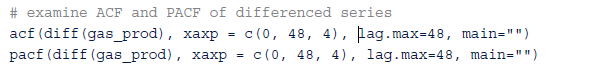 # examine ACF and PACF of differenced series
acf(diff(gas_prod), xaxp = c(0, 48, 4), lag.max=48, main="")
pacf(diff(gas_prod), xaxp = c(0, 48, 4), lag.max=48, main="")